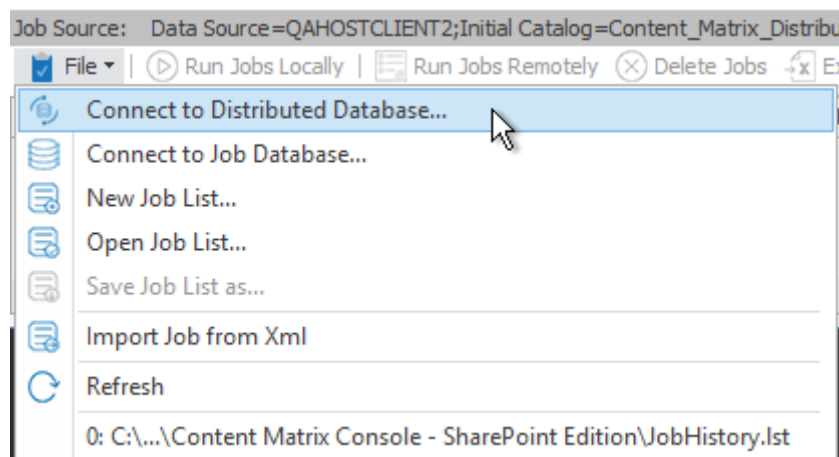 Job Source: Data Source=QAHOSTCLIENT2;Initial Catalog=Content_Matrix_Distribu
File Run Jobs Locally Run Jobs Remotely Delete Jobs Ex
Connect to Distributed Database...
Connect to Job Database...
New Job List...
Open Job List...
Save Job List as...
Import Job from Xml
Refresh
0: C:\...\Content Matrix Console - SharePoint Edition\JobHistory.lst